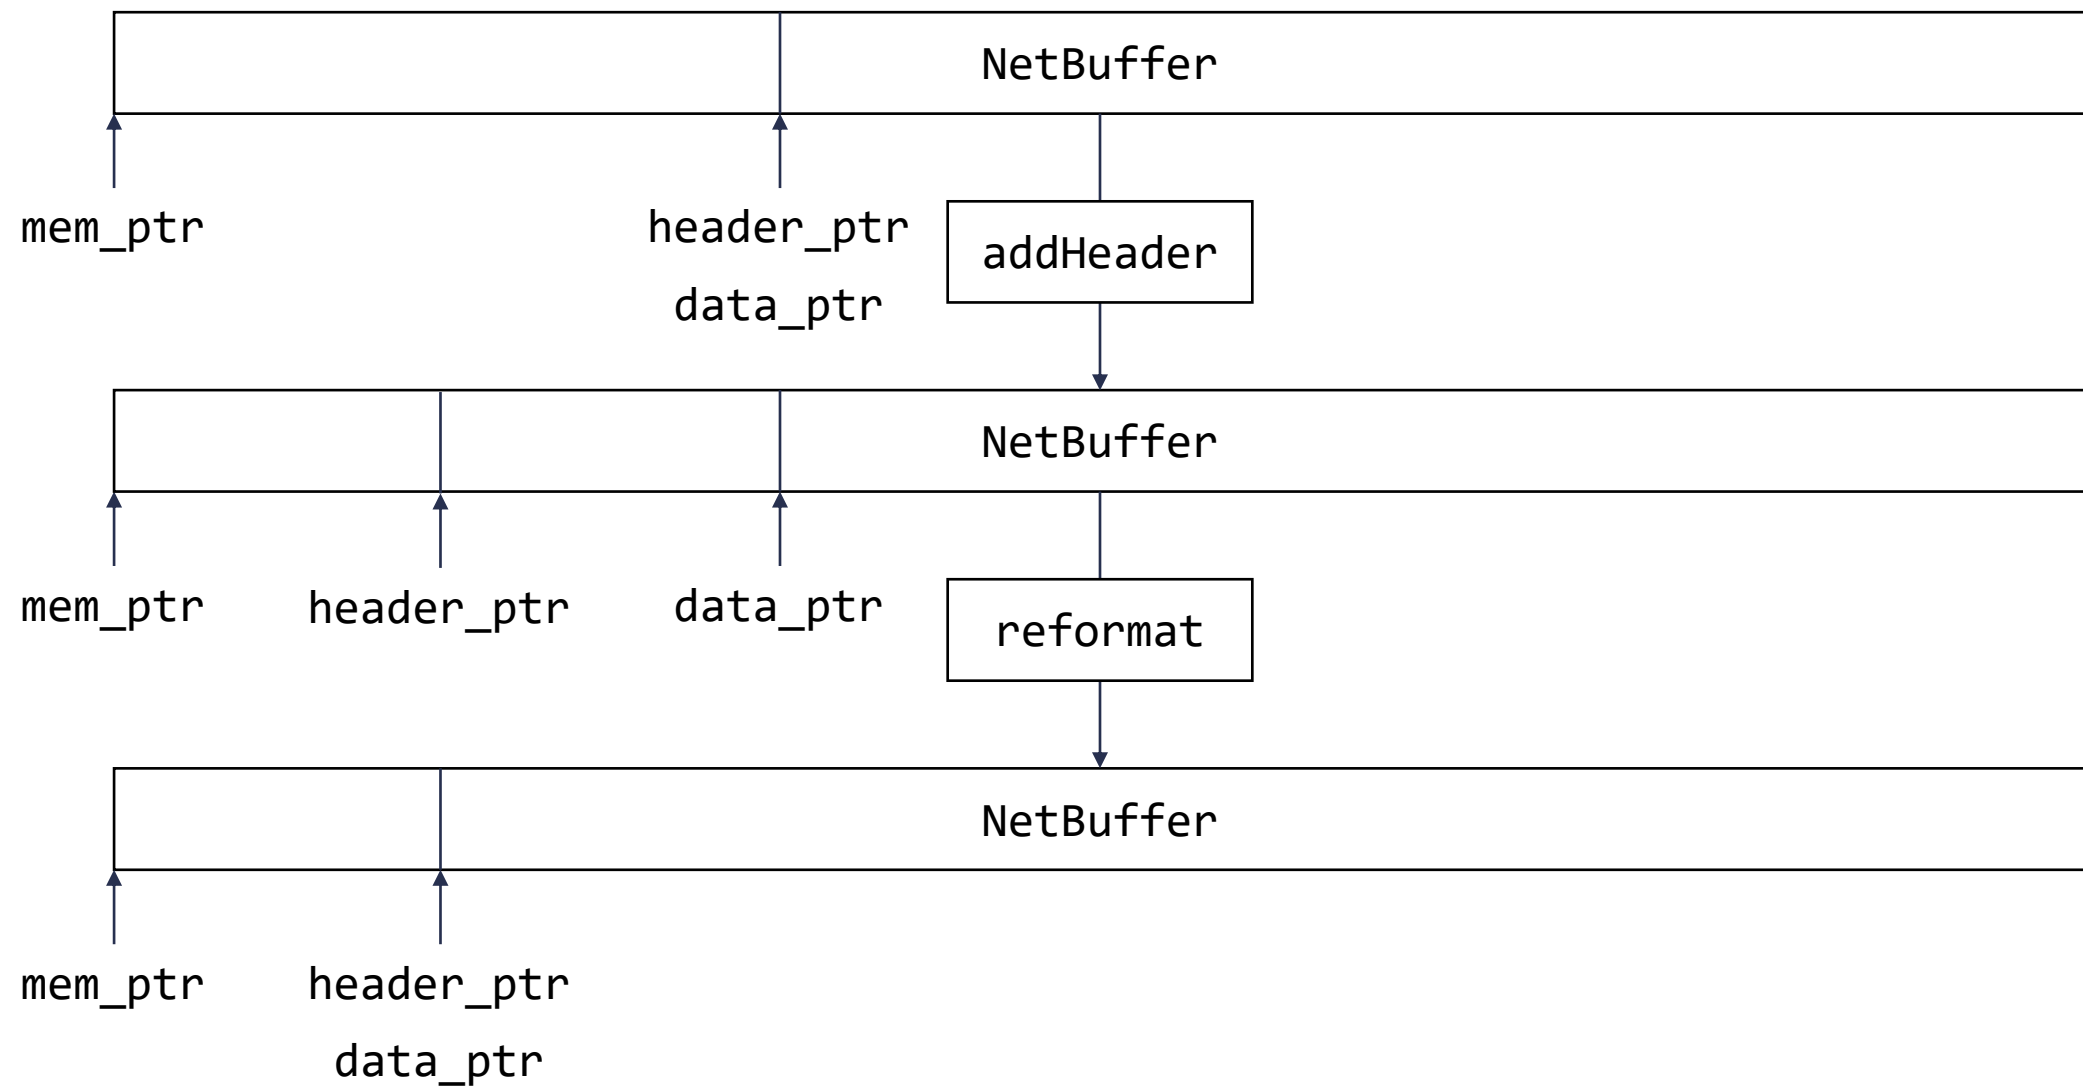 NetBuffer
mem_ptr
header_ptr
data_ptr
addHeader
NetBuffer
mem_ptr
header_ptr
data_ptr
reformat
NetBuffer
mem_ptr
header_ptr
data_ptr